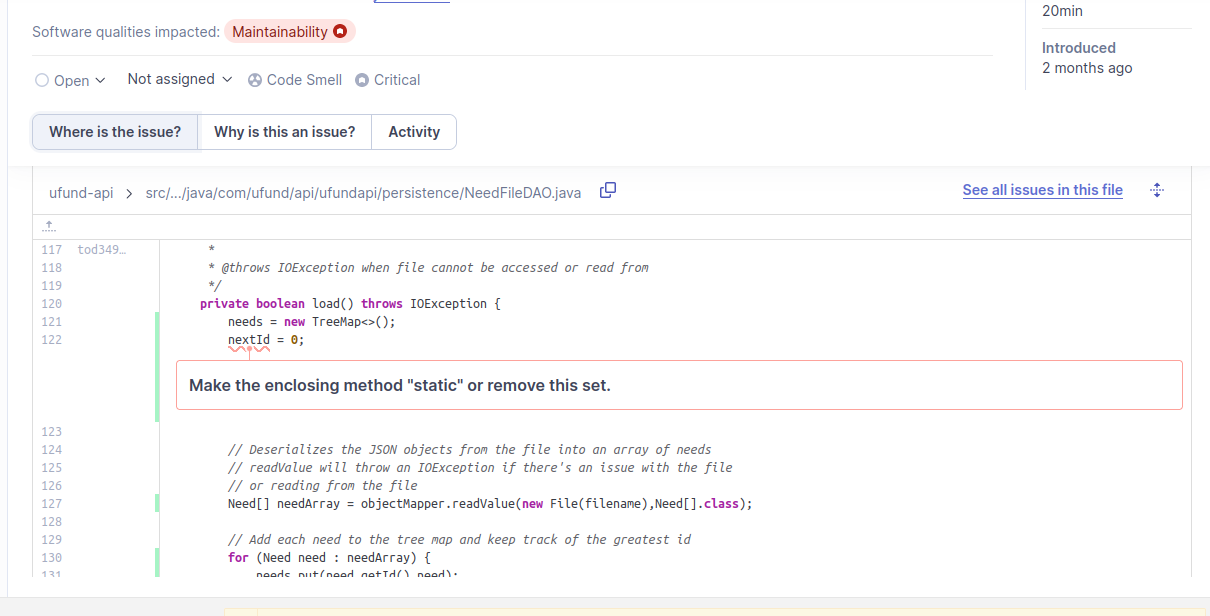 20min
Software qualities impacted: Maintainability
Introduced
2 months ago
Open Not assigned Code Smell Critical
Where is the issue? Why is this an issue? Activity
ufund-api > src/.../java/com/ufund/api/ufundapi/persistence/NeedFileDAO.java See all issues in this file
117 tod349… *
118 * @throws IOException when file cannot be accessed or read from
119 */
120 private boolean load() throws IOException {
121 needs = new TreeMap<>();
122 nextId = 0;
Make the enclosing method "static" or remove this set.
123
124 // Deserializes the JSON objects from the file into an array of needs
125 // readValue will throw an IOException if there's an issue with the file
126 // or reading from the file
127 Need[] needArray = objectMapper.readValue(new File(filename),Need[].class);
128
129 // Add each need to the tree map and keep track of the greatest id
130 for (Need need : needArray) {
131 needs.put(need.getId(),need);